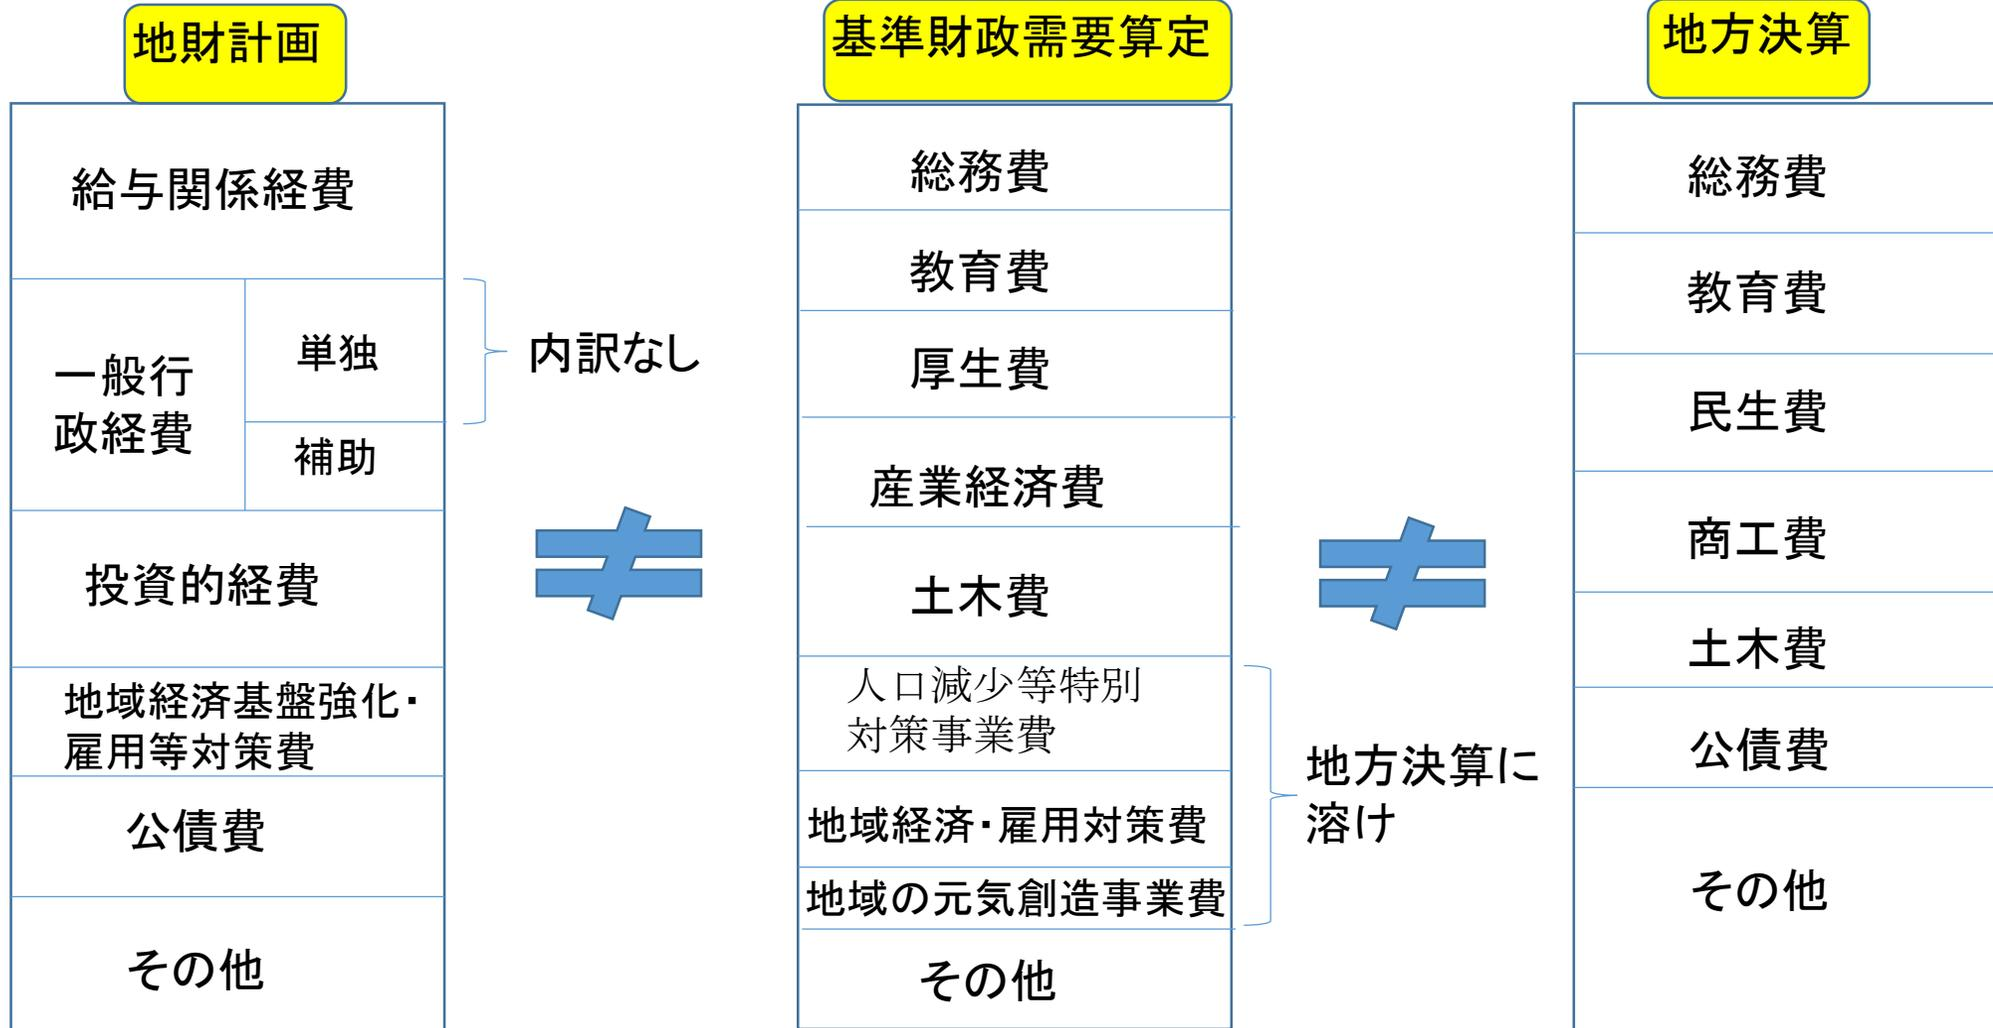 地財計画
給与関係経費
一般行
政経費
単独
補助
内訳なし
投資的経費
地域経済基盤強化・
雇用等対策費
公債費
その他
基準財政需要算定
総務費
教育費
厚生費
産業経済費
土木費
人口減少等特別
対策事業費
地域経済・雇用対策費
地域の元気創造事業費
その他
地方決算に
溶け
地方決算
総務費
教育費
民生費
商工費
土木費
公債費
その他